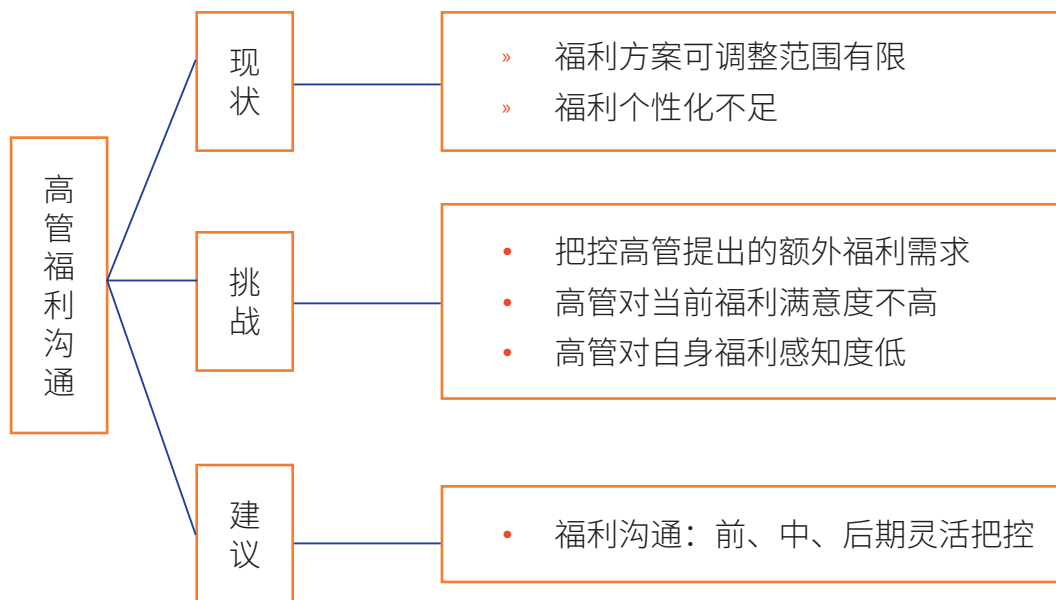 高管福利沟通
现状
» 福利方案可调整范围有限
» 福利个性化不足
挑战
• 把控高管提出的额外福利需求
• 高管对当前福利满意度不高
• 高管对自身福利感知度低
建议
• 福利沟通：前、中、后期灵活把控